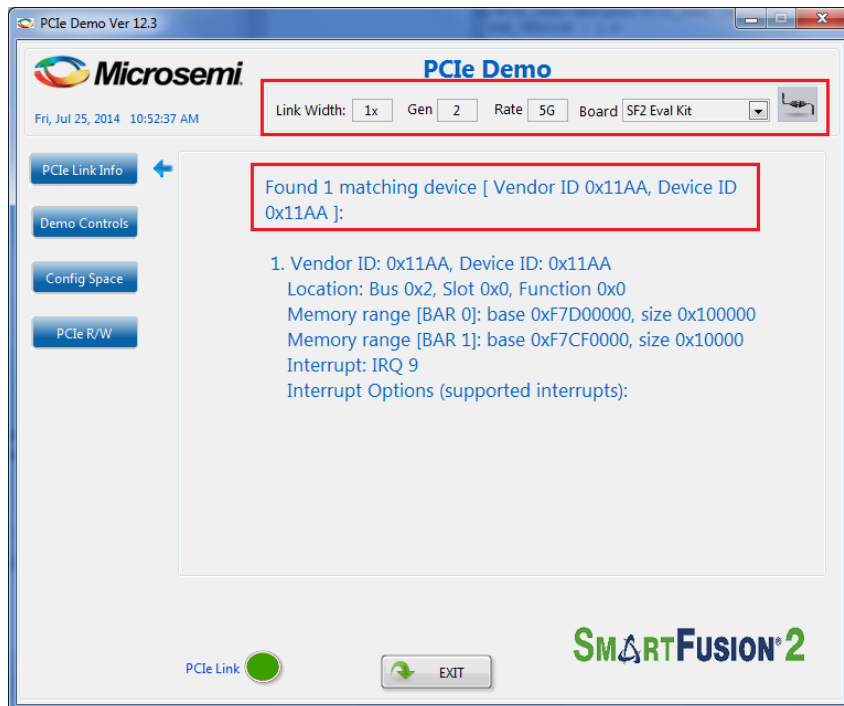 PCIe Demo Ver 12.3
Microsemi.
PCIe Demo
Fri, Jul 25, 2014 10:52:37 AM
Link Width: 1x Gen 2 Rate 5G Board SF2 Eval Kit
PCIe Link Info
Demo Controls
Config Space
PCIe R/W
Found 1 matching device [ Vendor ID 0x11AA, Device ID
0x11AA ]:
1. Vendor ID: 0x11AA, Device ID: 0x11AA
Location: Bus 0x2, Slot 0x0, Function 0x0
Memory range [BAR 0]: base 0xF7D00000, size 0x100000
Memory range [BAR 1]: base 0xF7CF0000, size 0x10000
Interrupt: IRQ 9
Interrupt Options (supported interrupts):
PCIe Link
EXIT
SMARTFUSION®2